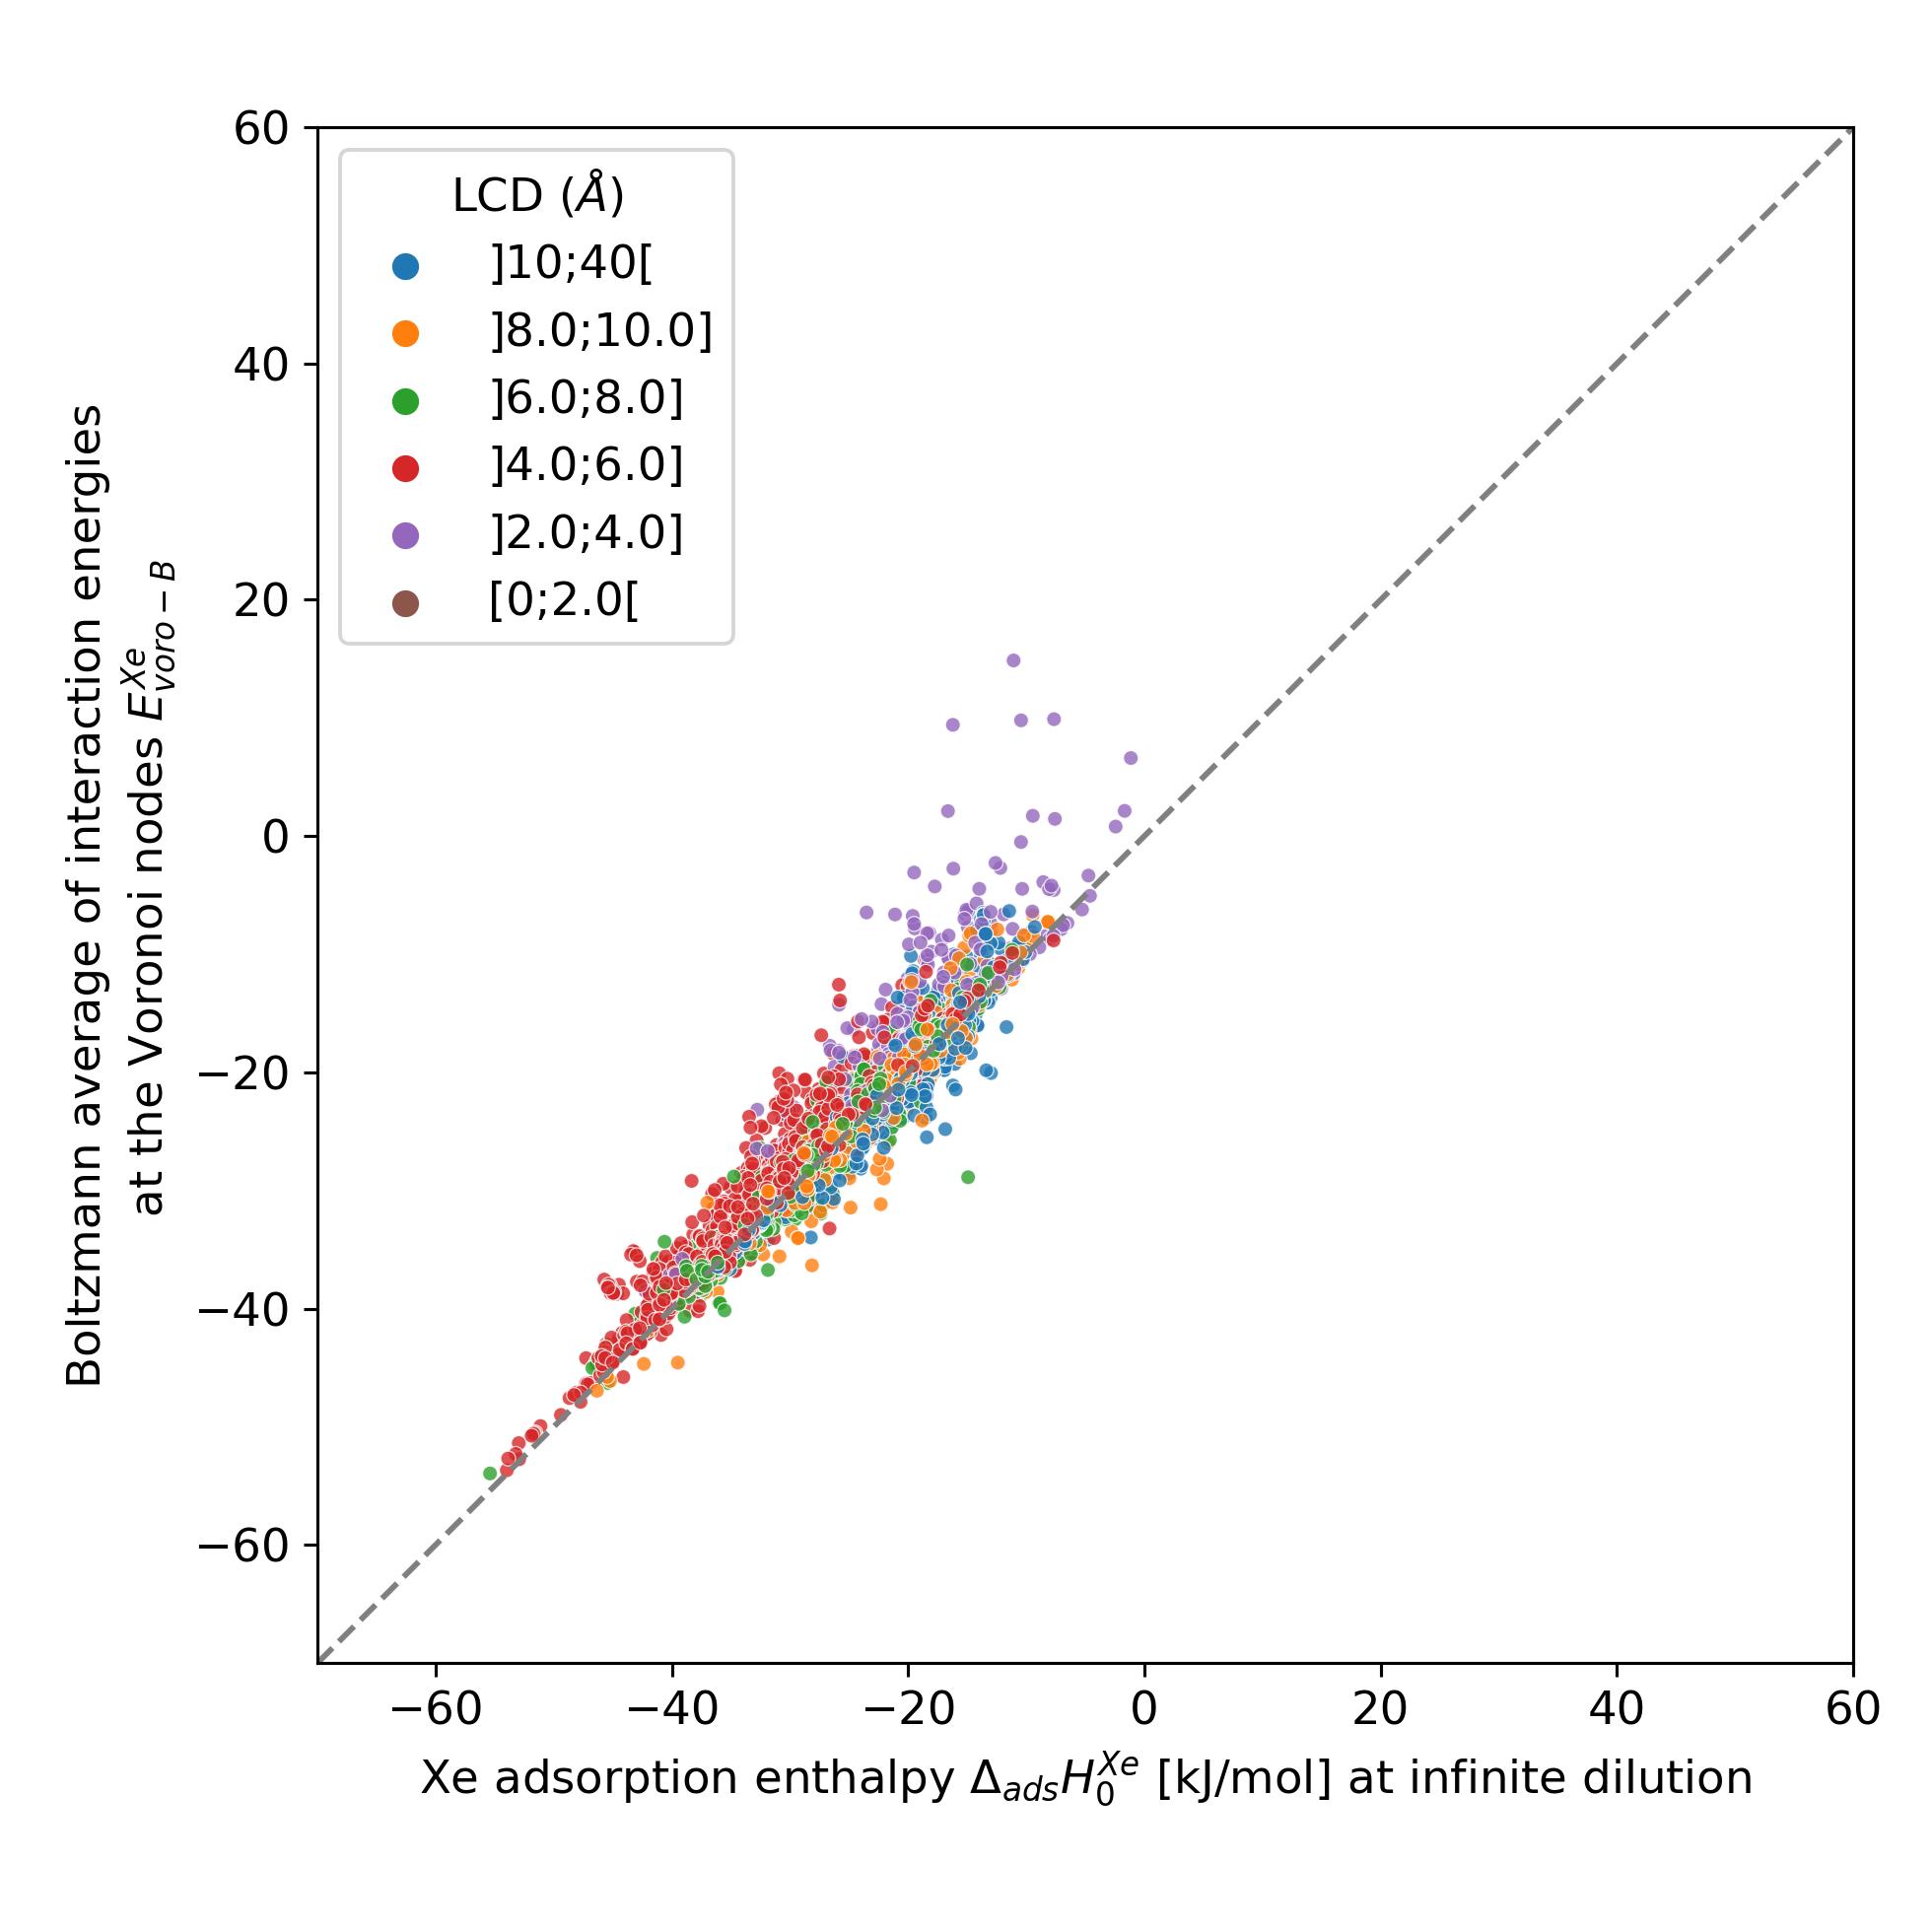 60
40
20
0
−20
−40
−60
Boltzmann average of interaction energies
at the Voronoi nodes E^{Xe}_{voro−B}
LCD (Å)
]10;40[
]8.0;10.0]
]6.0;8.0]
]4.0;6.0]
]2.0;4.0]
[0;2.0[
−60 −40 −20 0 20 40 60
Xe adsorption enthalpy Δ_{ads}H_0^{Xe} [kJ/mol] at infinite dilution